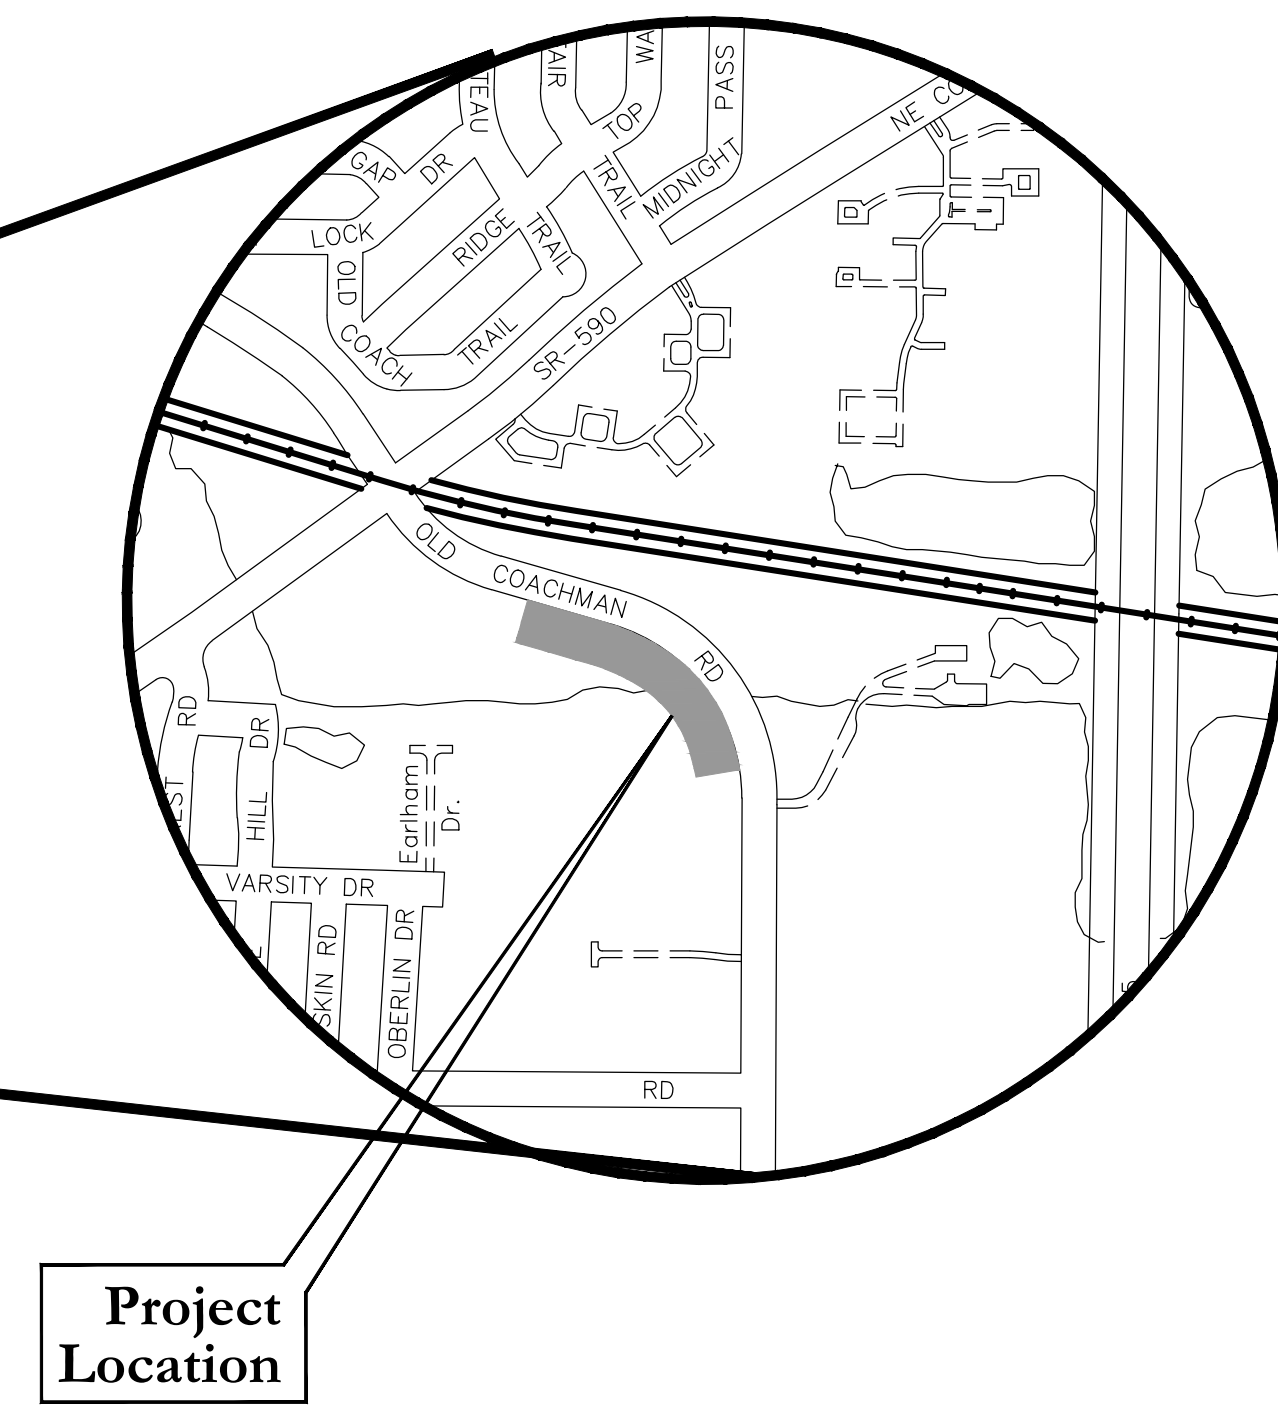 TEAU
AIR
WA
PASS
NE CO
TOP
GAP
DR
TRAIL
MIDNIGHT
LOCK
RIDGE
TRAIL
OLD
COACH
TRAIL
SR-590
OLD
COACHMAN
RD
RD
DR
HILL
Earlham
Dr.
VARSITY DR
SKIN RD
OBERLIN DR
RD
Project
Location